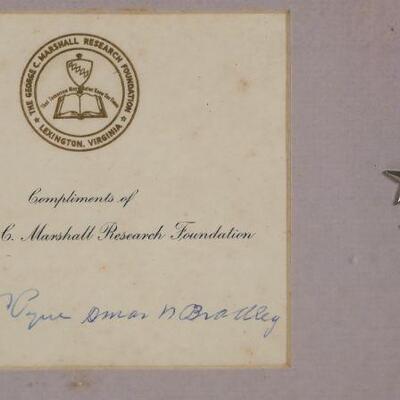 THE GEORGE C. MARSHALL RESEARCH FOUNDATION
★ LEXINGTON, VIRGINIA ★
Compliments of
C. Marshall Research Foundation
Omar N Bradley